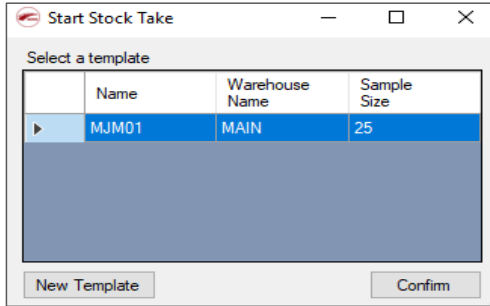 Start Stock Take
Select a template
Name Warehouse Name Sample Size
MJM01 MAIN 25
New Template Confirm